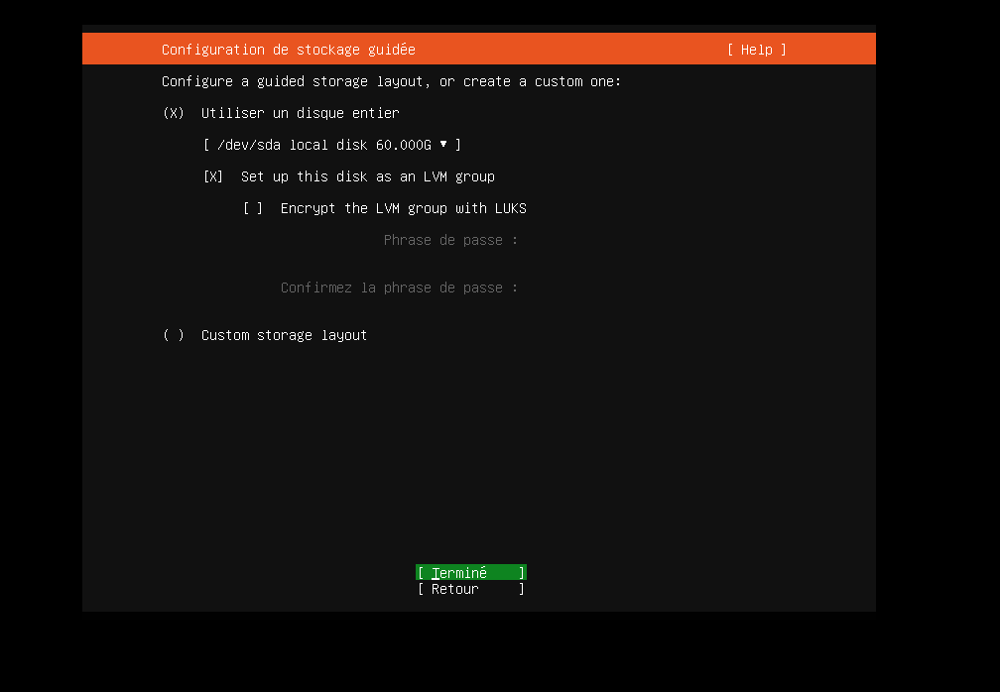 Configuration de stockage guidée [ Help ]
Configure a guided storage layout, or create a custom one:
(X) Utiliser un disque entier
[ /dev/sda local disk 60.000G ▾ ]
[X] Set up this disk as an LVM group
[ ] Encrypt the LVM group with LUKS
Phrase de passe :
Confirmez la phrase de passe :
( ) Custom storage layout
[ Terminé ]
[ Retour ]